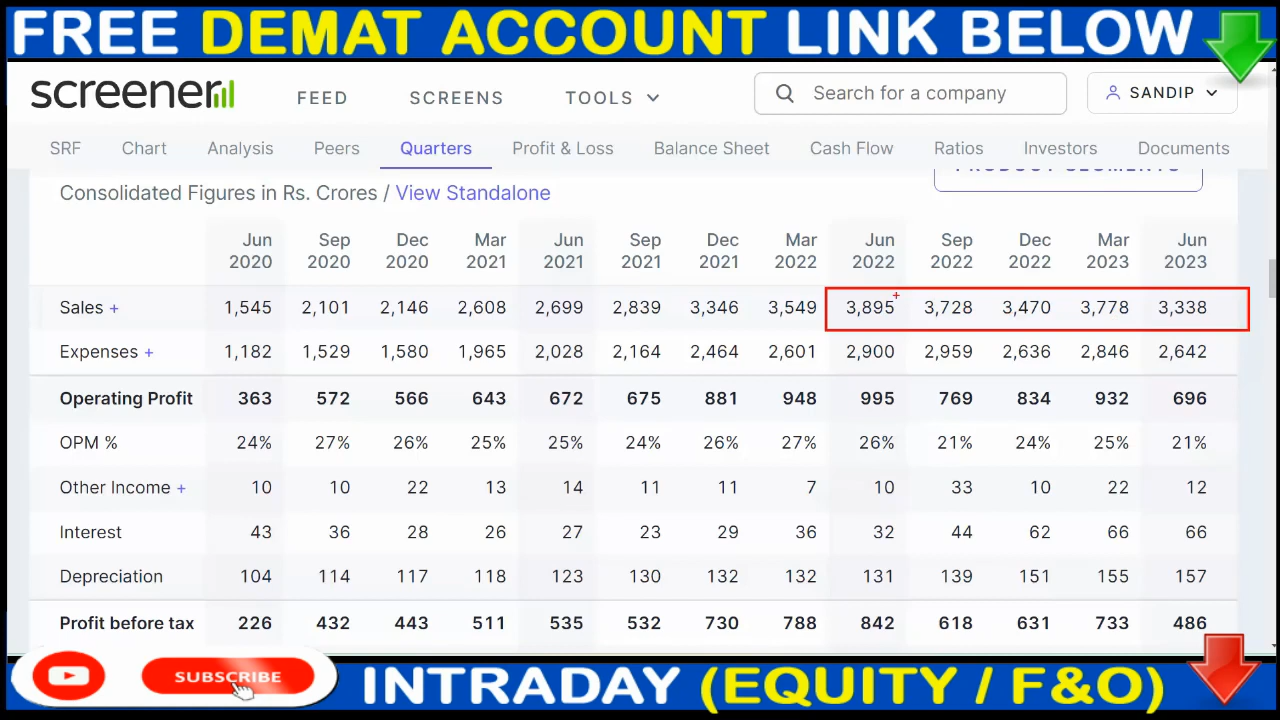 FREE DEMAT ACCOUNT LINK BELOW
screener FEED SCREENS TOOLS Search for a company SANDIP
SRF Chart Analysis Peers Quarters Profit & Loss Balance Sheet Cash Flow Ratios Investors Documents
PRODUCT SEGMENTS
Consolidated Figures in Rs. Crores / View Standalone
Jun Sep Dec Mar Jun Sep Dec Mar Jun Sep Dec Mar Jun
2020 2020 2020 2021 2021 2021 2021 2022 2022 2022 2022 2023 2023
Sales + 1,545 2,101 2,146 2,608 2,699 2,839 3,346 3,549 3,895 3,728 3,470 3,778 3,338
Expenses + 1,182 1,529 1,580 1,965 2,028 2,164 2,464 2,601 2,900 2,959 2,636 2,846 2,642
Operating Profit 363 572 566 643 672 675 881 948 995 769 834 932 696
OPM % 24% 27% 26% 25% 25% 24% 26% 27% 26% 21% 24% 25% 21%
Other Income + 10 10 22 13 14 11 11 7 10 33 10 22 12
Interest 43 36 28 26 27 23 29 36 32 44 62 66 66
Depreciation 104 114 117 118 123 130 132 132 131 139 151 155 157
Profit before tax 226 432 443 511 535 532 730 788 842 618 631 733 486
SUBSCRIBE
INTRADAY (EQUITY / F&O)